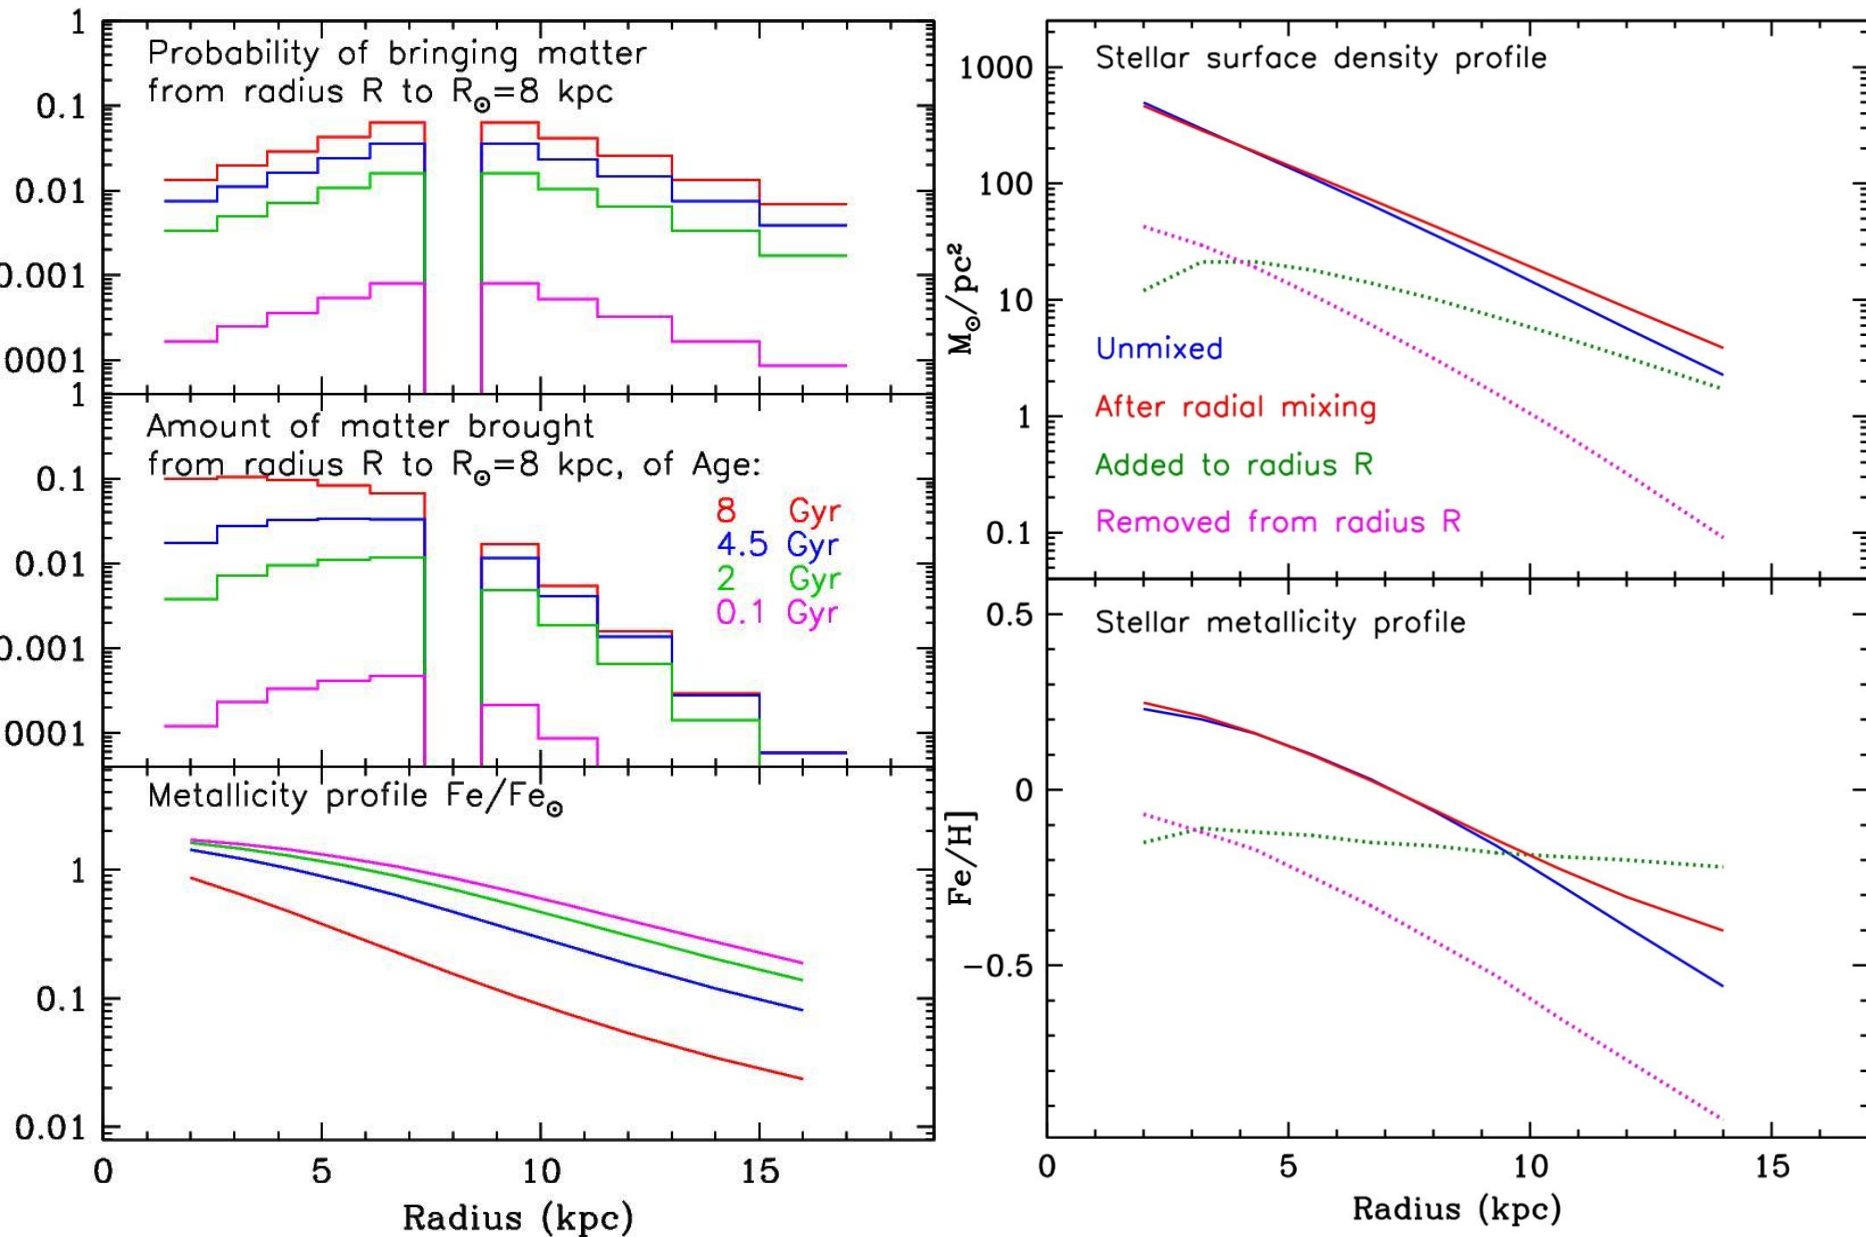 1
Probability of bringing matter
from radius R to R⊙=8 kpc
0.1
0.01
0.001
0001
1
Amount of matter brought
from radius R to R⊙=8 kpc, of Age:
0.1
8 Gyr
4.5 Gyr
0.01
2 Gyr
0.1 Gyr
0.001
0001
Metallicity profile Fe/Fe⊙
1
0.1
0.01
0 5 10 15
Radius (kpc)
Stellar surface density profile
1000
100
M⊙/pc²
10
Unmixed
After radial mixing
1
Added to radius R
Removed from radius R
0.1
0.5
Stellar metallicity profile
0
Fe/H]
−0.5
0 5 10 15
Radius (kpc)